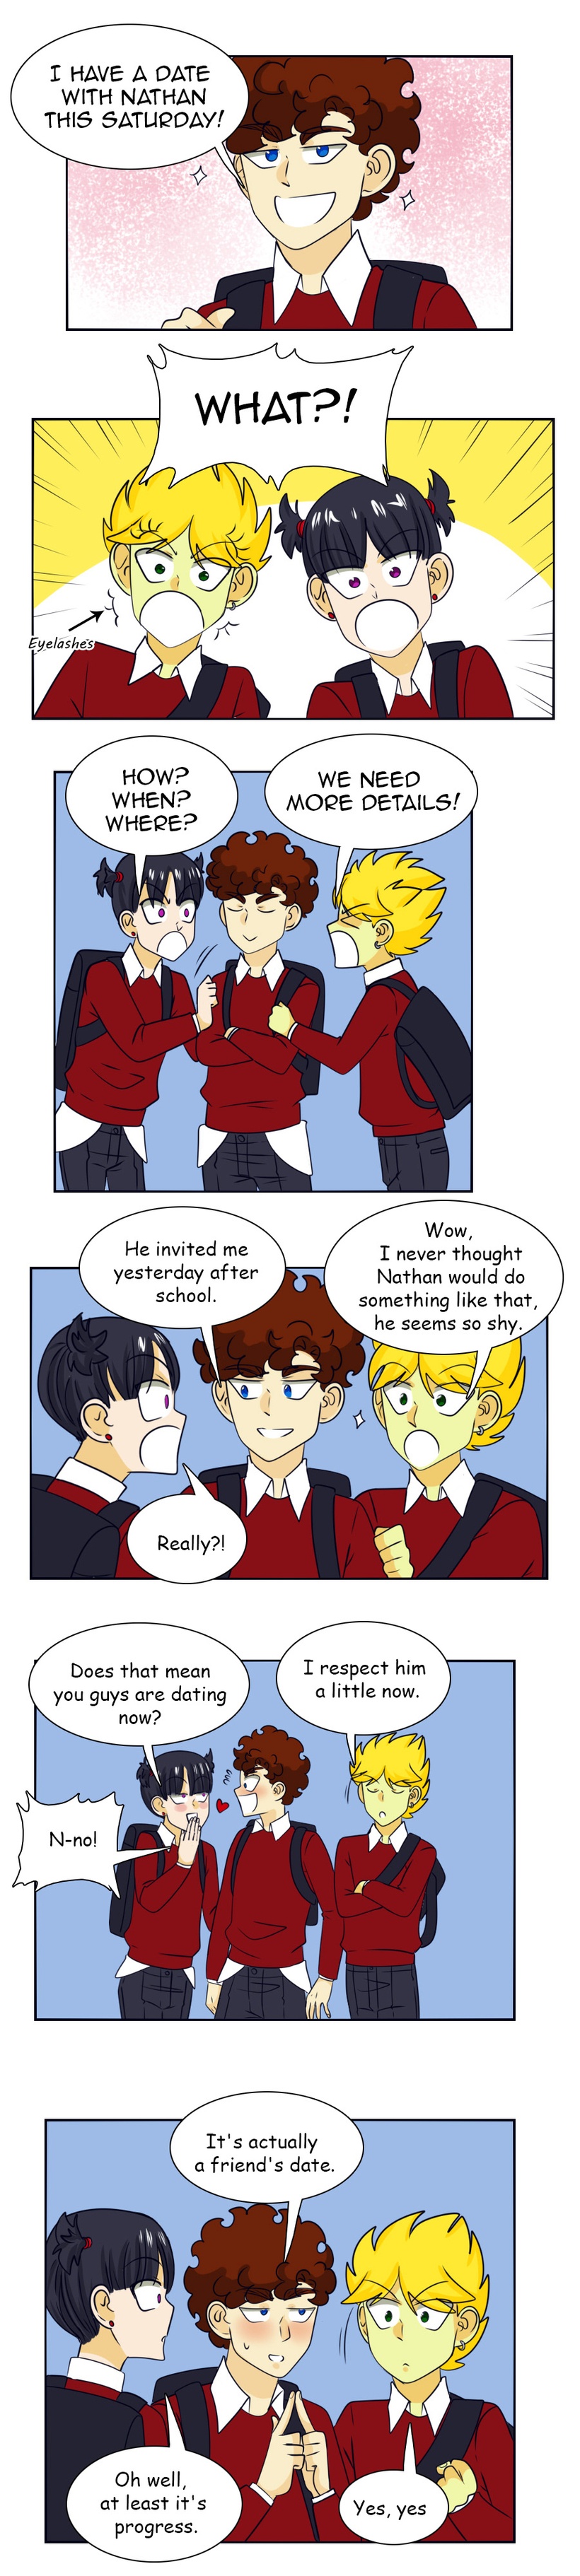 I HAVE A DATE
WITH NATHAN
THIS SATURDAY!
WHAT?!
Eyelashes
HOW?
WHEN?
WHERE?
WE NEED
MORE DETAILS!
He invited me
yesterday after
school.
Wow,
I never thought
Nathan would do
something like that,
he seems so shy.
Really?!
Does that mean
you guys are dating
now?
I respect him
a little now.
N-no!
It's actually
a friend's date.
Oh well,
at least it's
progress.
Yes, yes